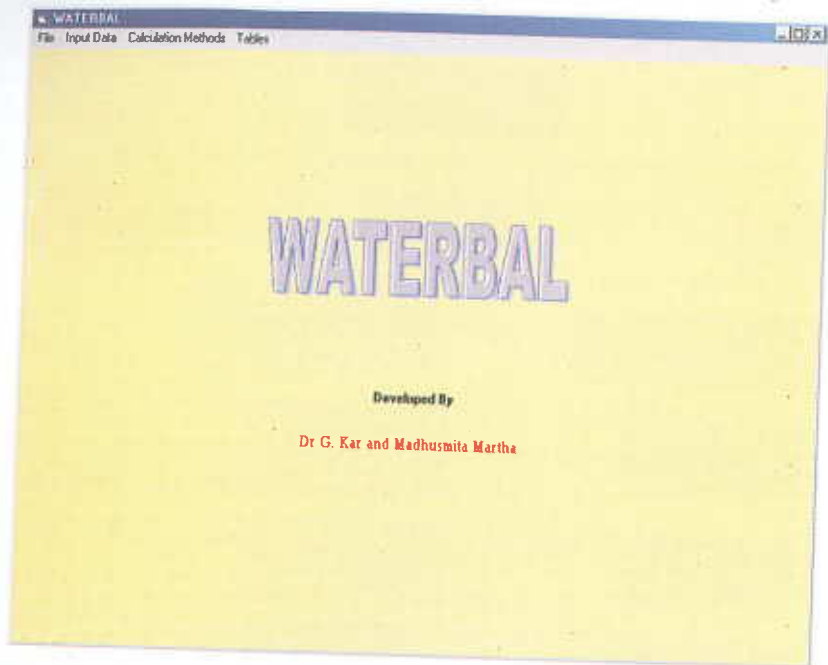 WATERBAL
File Input Data Calculation Methods Tables
WATERBAL
Developed By
Dr G. Kar and Madhusmita Martha